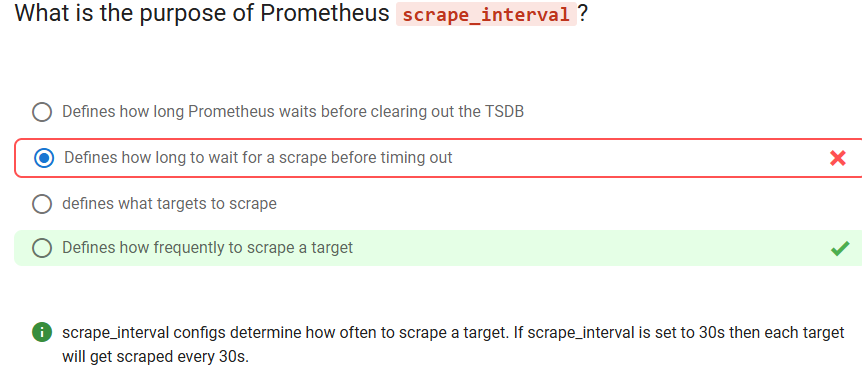 What is the purpose of Prometheus scrape_interval?
Defines how long Prometheus waits before clearing out the TSDB
Defines how long to wait for a scrape before timing out
defines what targets to scrape
Defines how frequently to scrape a target
scrape_interval configs determine how often to scrape a target. If scrape_interval is set to 30s then each target
will get scraped every 30s.